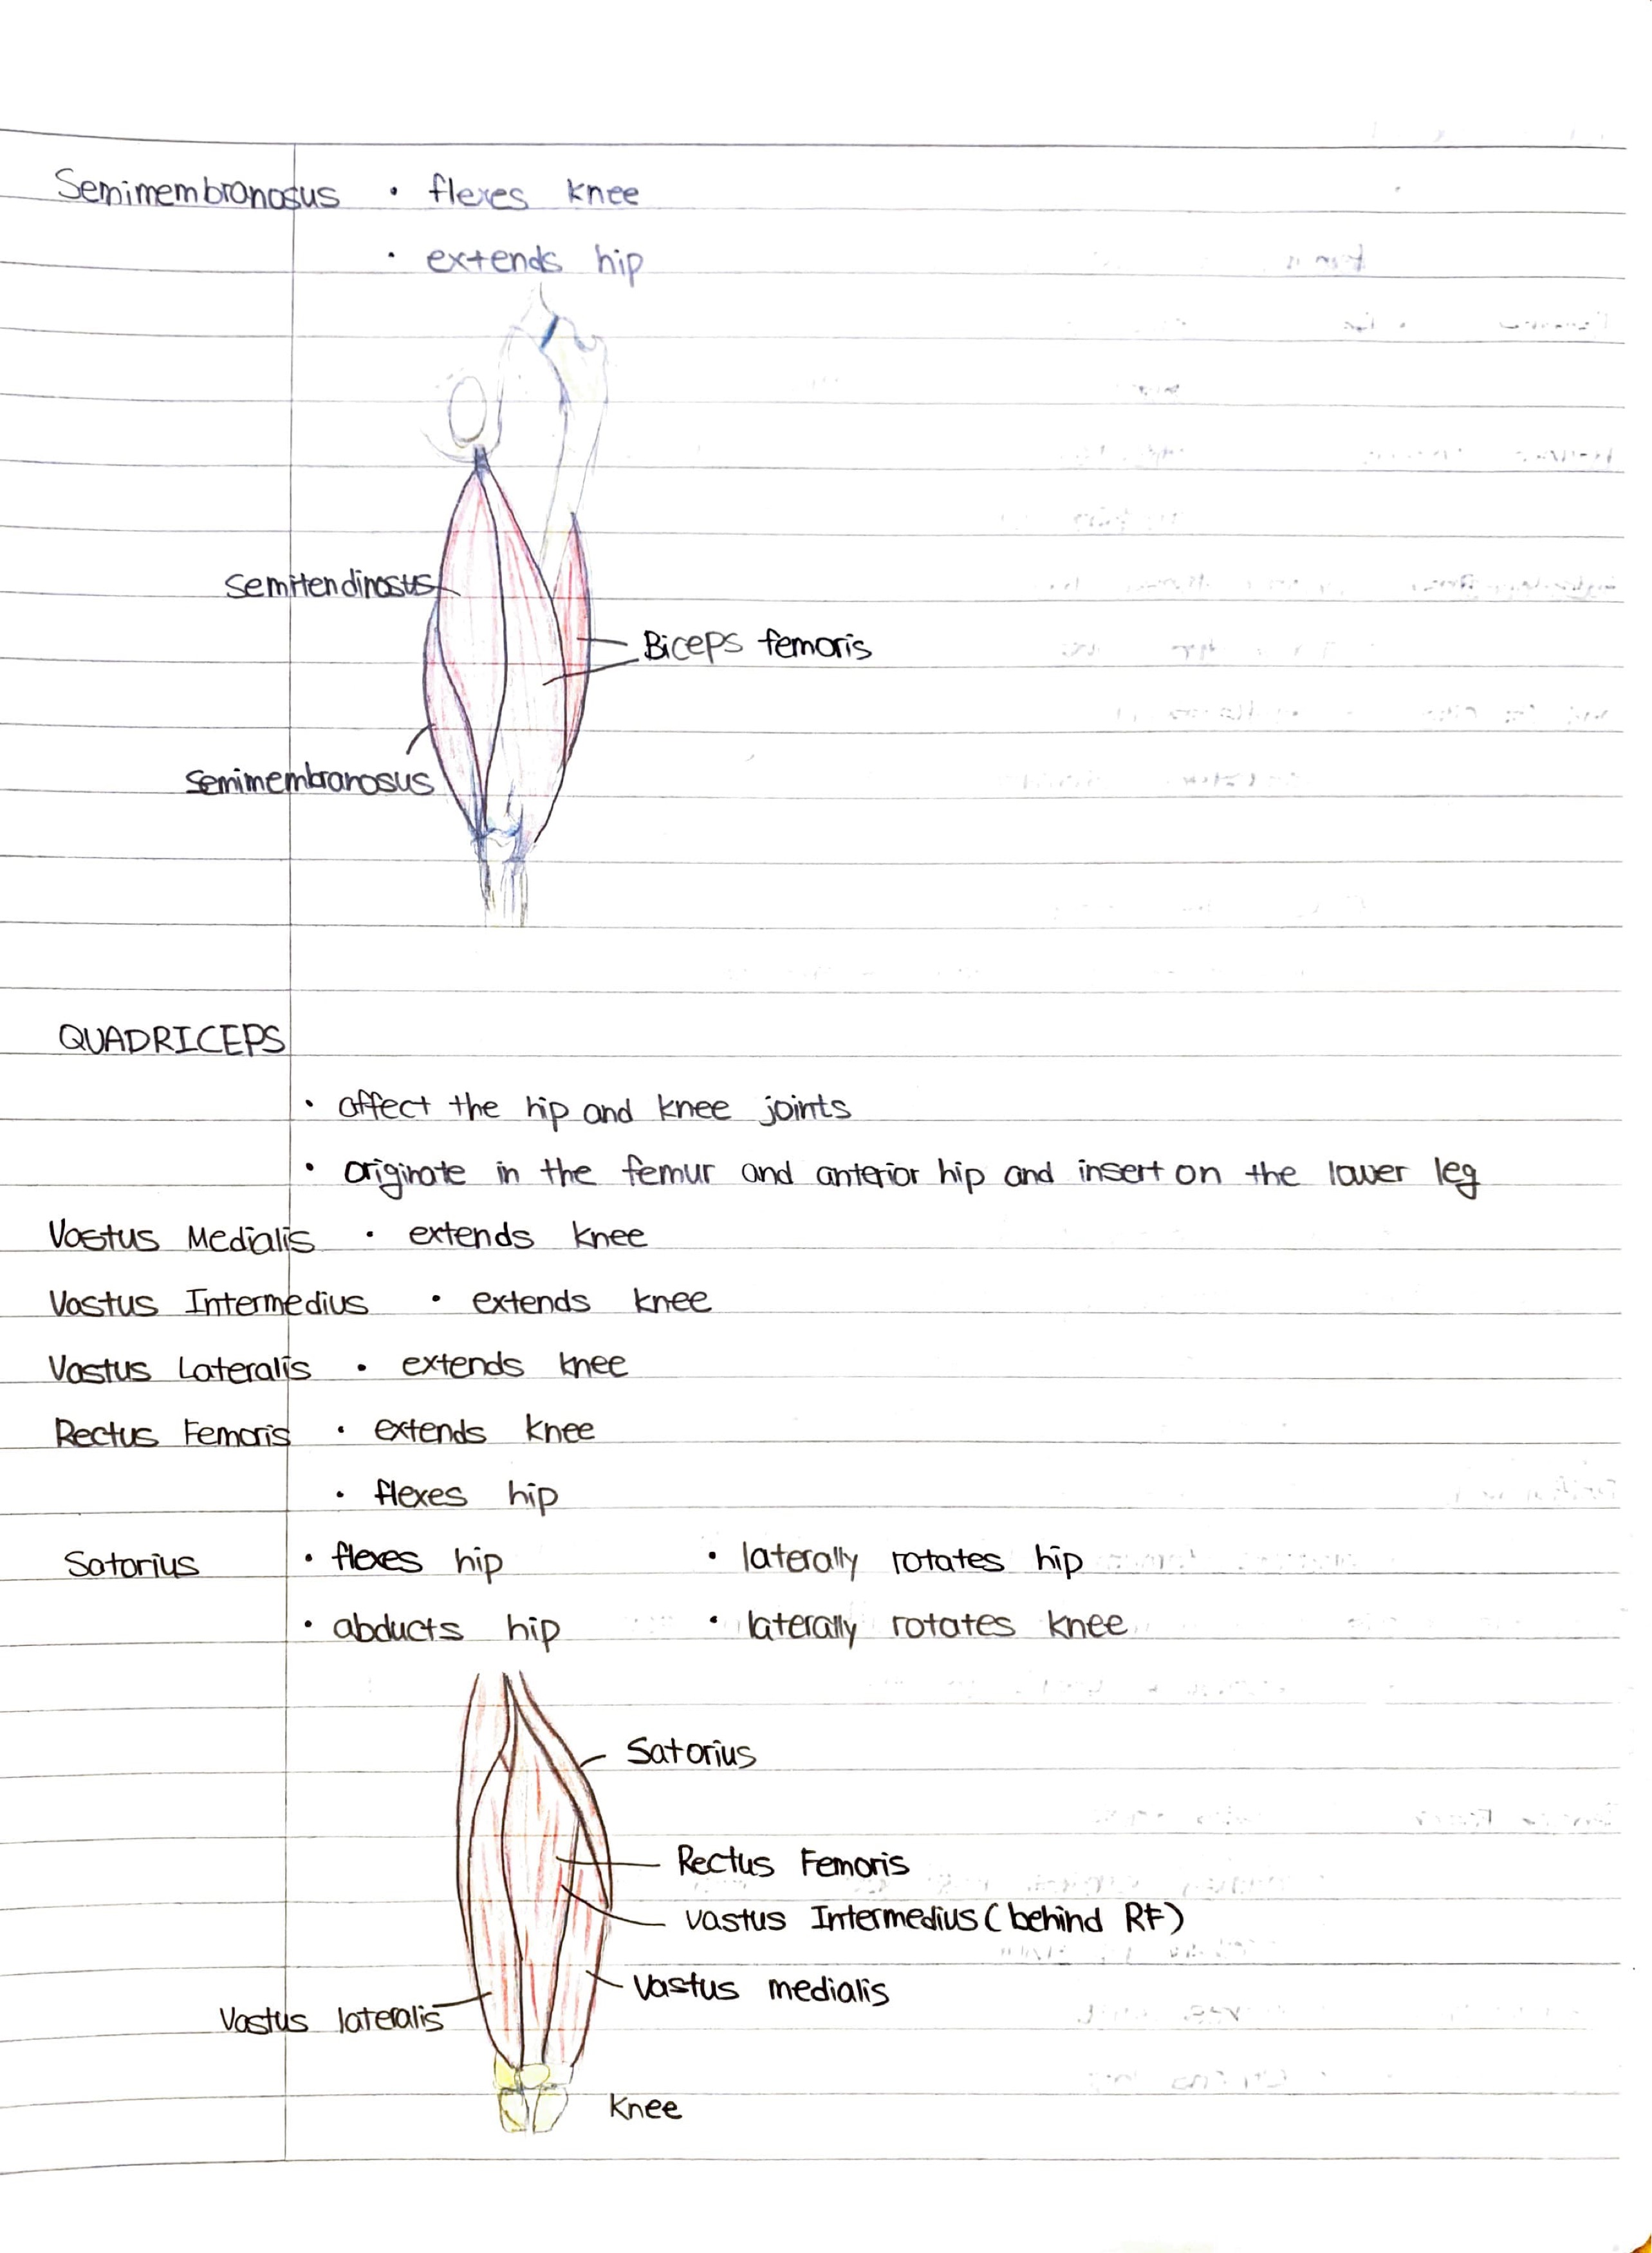 Semimembranosus • flexes knee
• extends hip
Semitendinosus
Biceps femoris
Semimembranosus
QUADRICEPS
• affect the hip and knee joints
• originate in the femur and anterior hip and insert on the lower leg
Vastus Medialis • extends knee
Vastus Intermedius • extends knee
Vastus Lateralis • extends knee
Rectus Femoris • extends knee
• flexes hip
Satorius • flexes hip • laterally rotates hip
• abducts hip • laterally rotates knee
Satorius
Rectus Femoris
Vastus Intermedius (behind RF)
Vastus medialis
Vastus lateralis
Knee